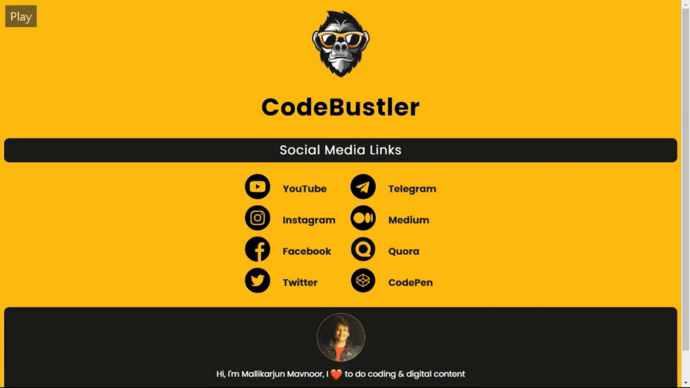 Play
CodeBustler
Social Media Links
YouTube Telegram
Instagram Medium
Facebook Quora
Twitter CodePen
Hi, I'm Mallikarjun Mavnoor, I ❤️ to do coding & digital content